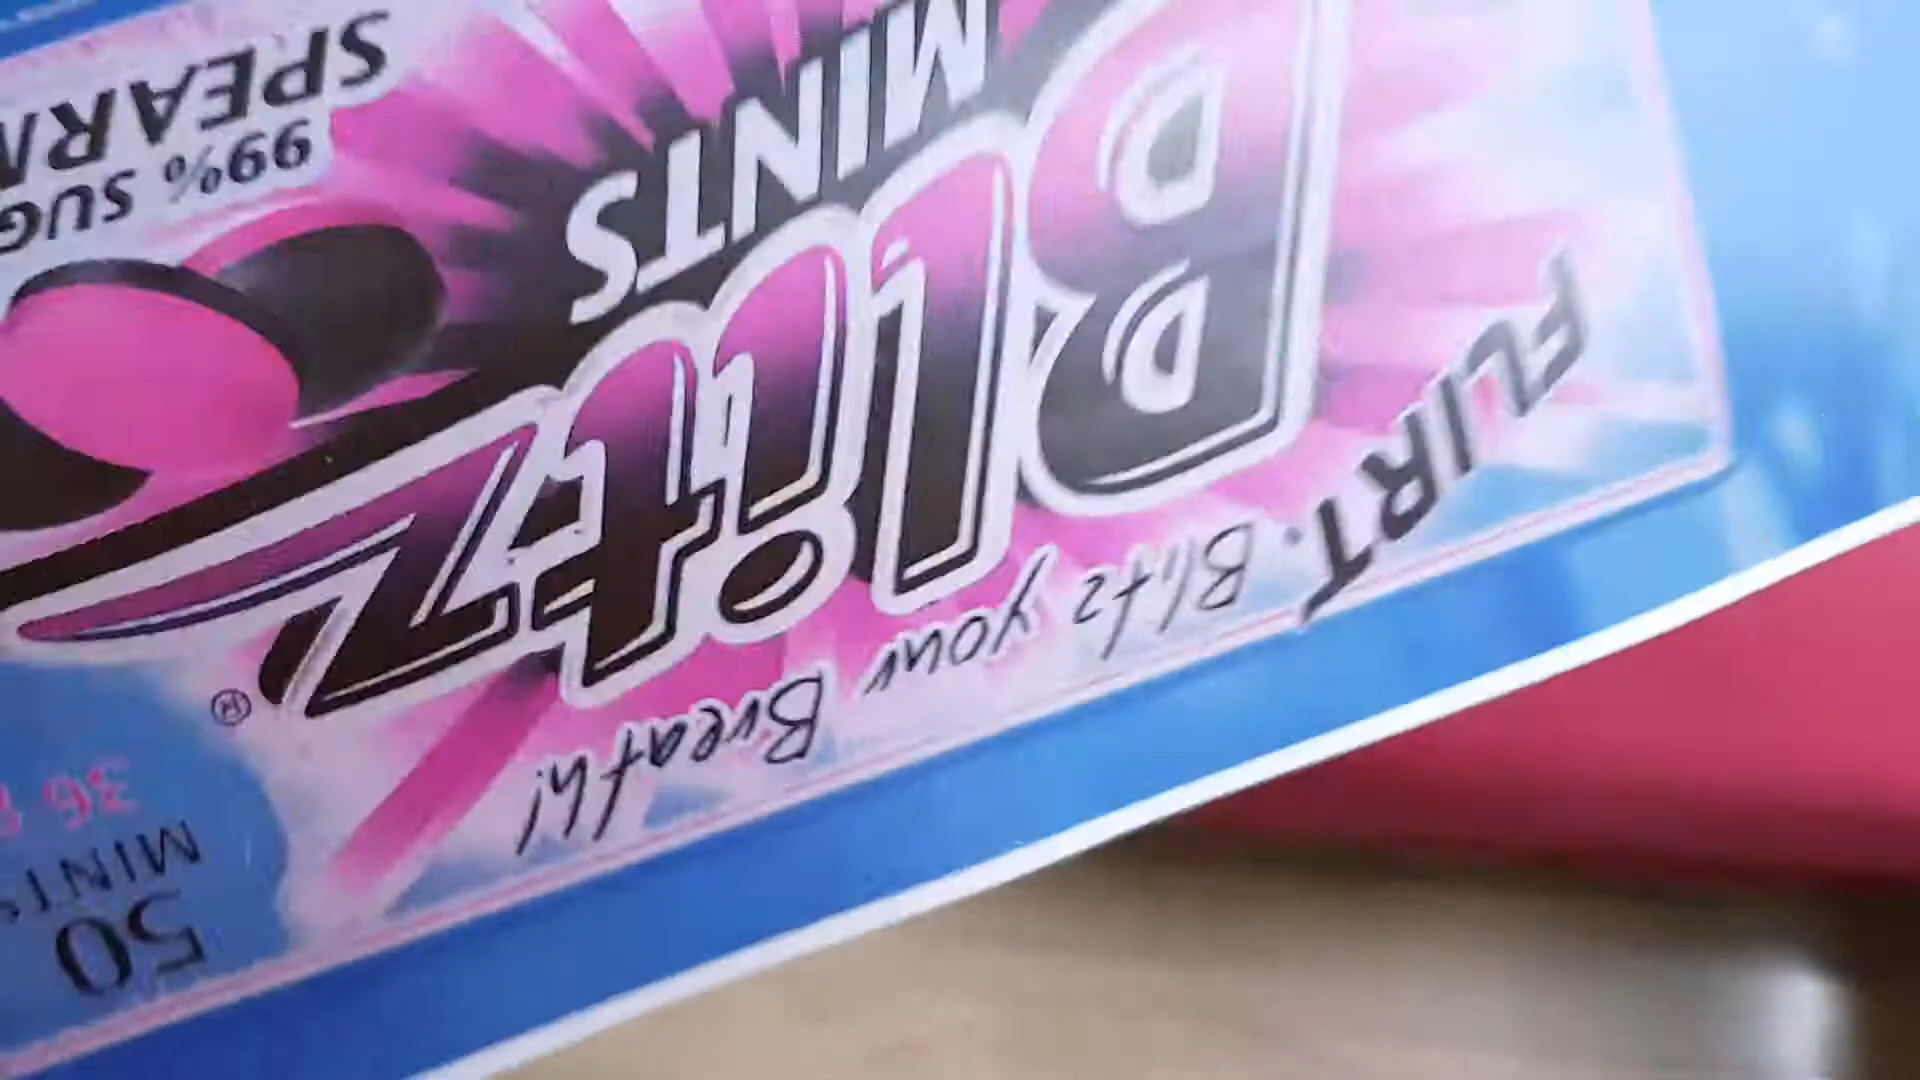 FLIRT. Blitz your Breath!
Blitz®
MINTS
99% SUG
SPEARM
50
MINTS
36